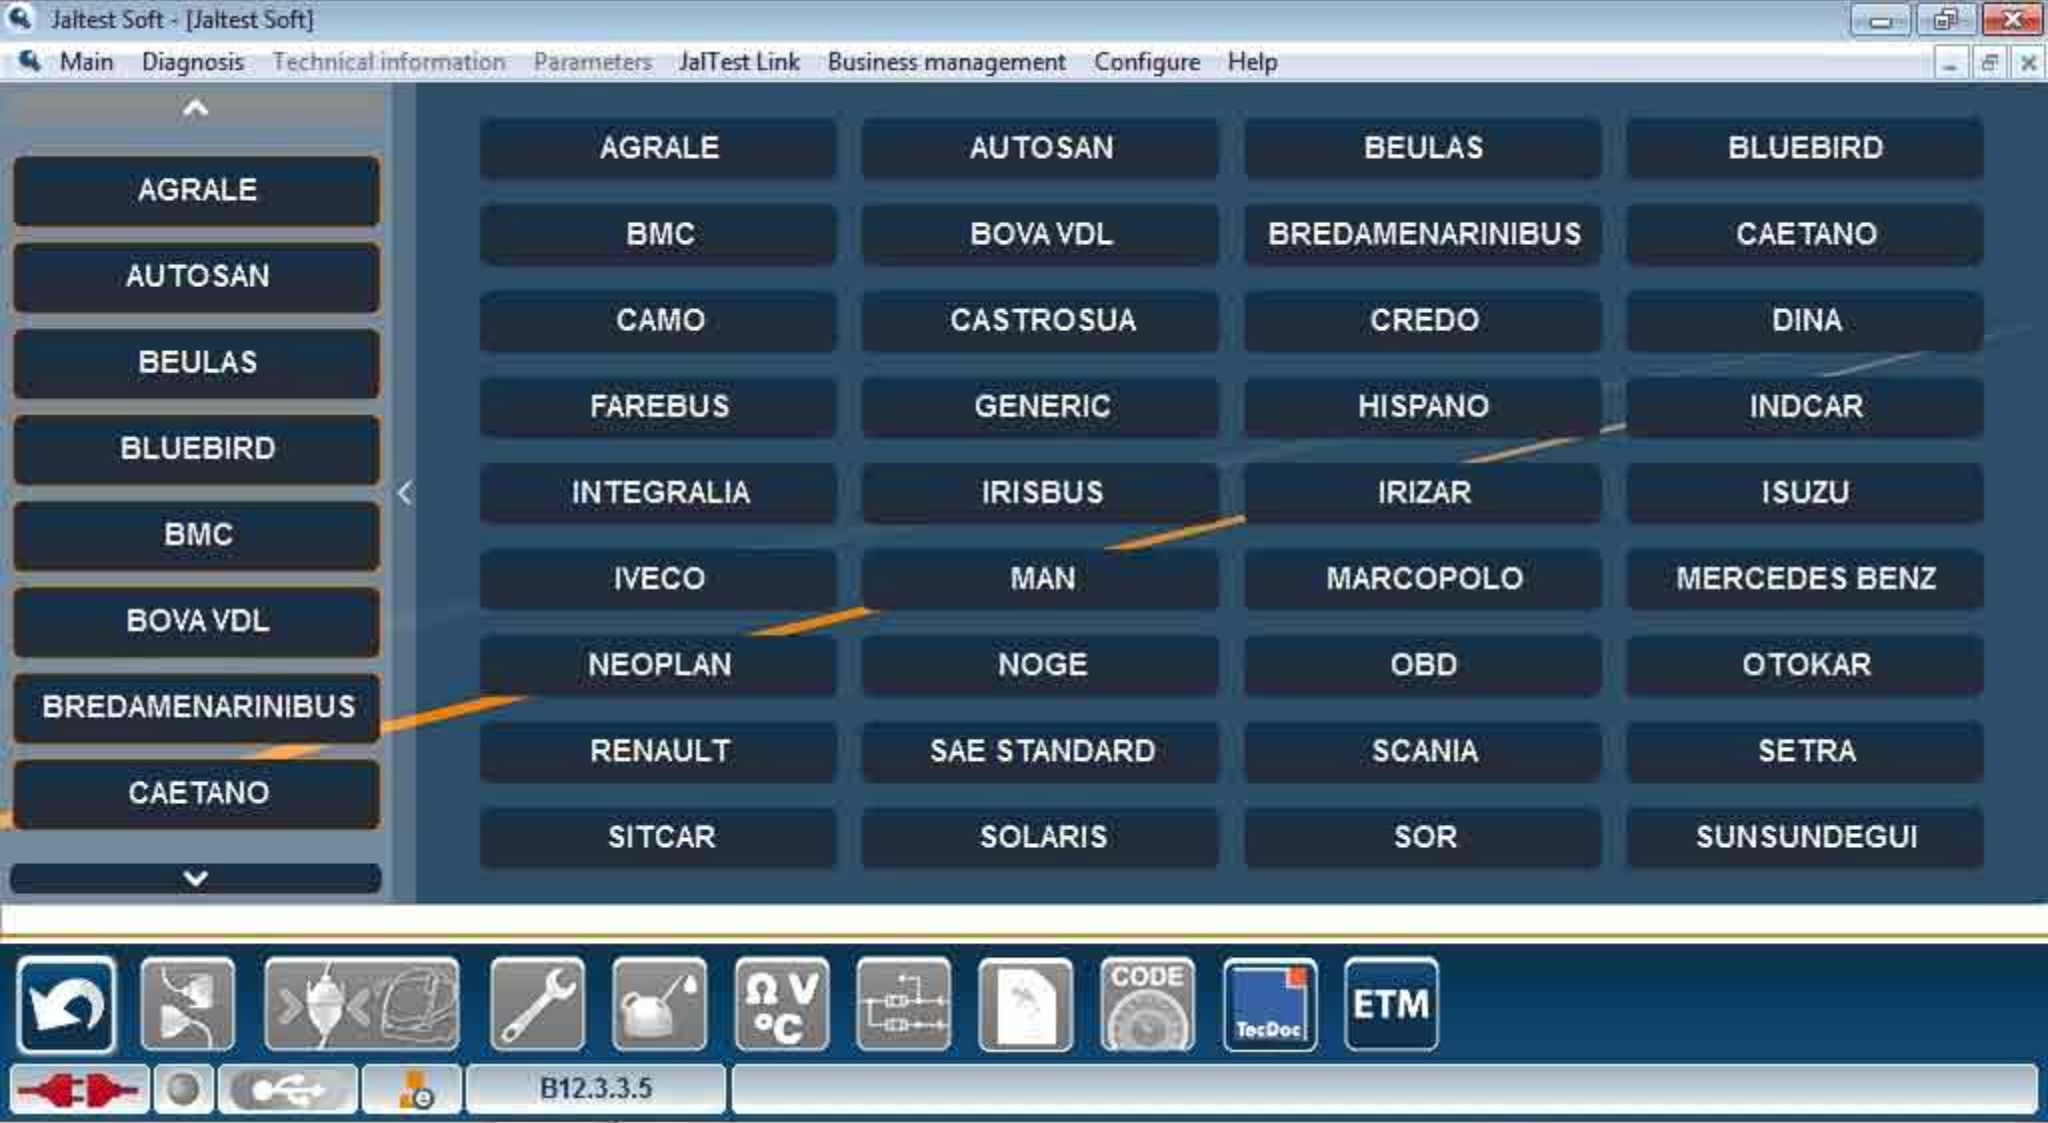 Jaltest Soft - [Jaltest Soft]
Main Diagnosis Technical information Parameters JalTest Link Business management Configure Help
AGRALE
AUTOSAN
BEULAS
BLUEBIRD
BMC
BOVA VDL
BREDAMENARINIBUS
CAETANO
AGRALE AUTOSAN BEULAS BLUEBIRD
BMC BOVA VDL BREDAMENARINIBUS CAETANO
CAMO CASTROSUA CREDO DINA
FAREBUS GENERIC HISPANO INDCAR
INTEGRALIA IRISBUS IRIZAR ISUZU
IVECO MAN MARCOPOLO MERCEDES BENZ
NEOPLAN NOGE OBD OTOKAR
RENAULT SAE STANDARD SCANIA SETRA
SITCAR SOLARIS SOR SUNSUNDEGUI
Ω V
°C
CODE
TecDoc
ETM
B12.3.3.5